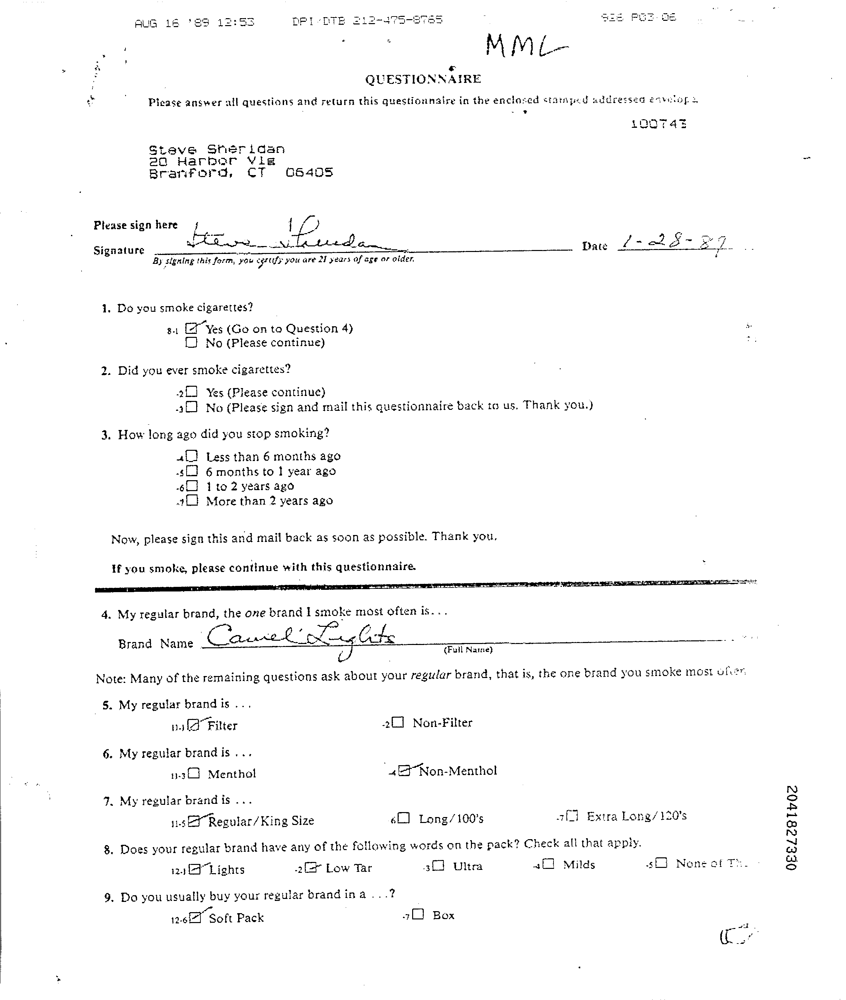 AUG 16 '89 12:53 DPI/DTB 212-475-8765 926 P03/06
MML
QUESTIONNAIRE
Please answer all questions and return this questionnaire in the enclosed stamped addressed envelope.
100743
Steve Sheridan
20 Harbor Vlg
Branford, CT 06405
Please sign here
Signature Steve Sheridan Date 1-28-89
By signing this form, you certify you are 21 years of age or older.
1. Do you smoke cigarettes?
8-1 ☑ Yes (Go on to Question 4)
☐ No (Please continue)
2. Did you ever smoke cigarettes?
-2 ☐ Yes (Please continue)
-3 ☐ No (Please sign and mail this questionnaire back to us. Thank you.)
3. How long ago did you stop smoking?
-4 ☐ Less than 6 months ago
-5 ☐ 6 months to 1 year ago
-6 ☐ 1 to 2 years ago
-7 ☐ More than 2 years ago
Now, please sign this and mail back as soon as possible. Thank you.
If you smoke, please continue with this questionnaire.
4. My regular brand, the one brand I smoke most often is...
Brand Name Camel Lights
(Full Name)
Note: Many of the remaining questions ask about your regular brand, that is, the one brand you smoke most often.
5. My regular brand is ...
11-1 ☑ Filter -2 ☐ Non-Filter
6. My regular brand is ...
11-3 ☐ Menthol -4 ☑ Non-Menthol
7. My regular brand is ...
11-5 ☑ Regular/King Size 6 ☐ Long/100's -7 ☐ Extra Long/120's
8. Does your regular brand have any of the following words on the pack? Check all that apply.
12-1 ☑ Lights -2 ☑ Low Tar -3 ☐ Ultra -4 ☐ Milds -5 ☐ None of
9. Do you usually buy your regular brand in a ...?
12-6 ☑ Soft Pack -7 ☐ Box
2041827330